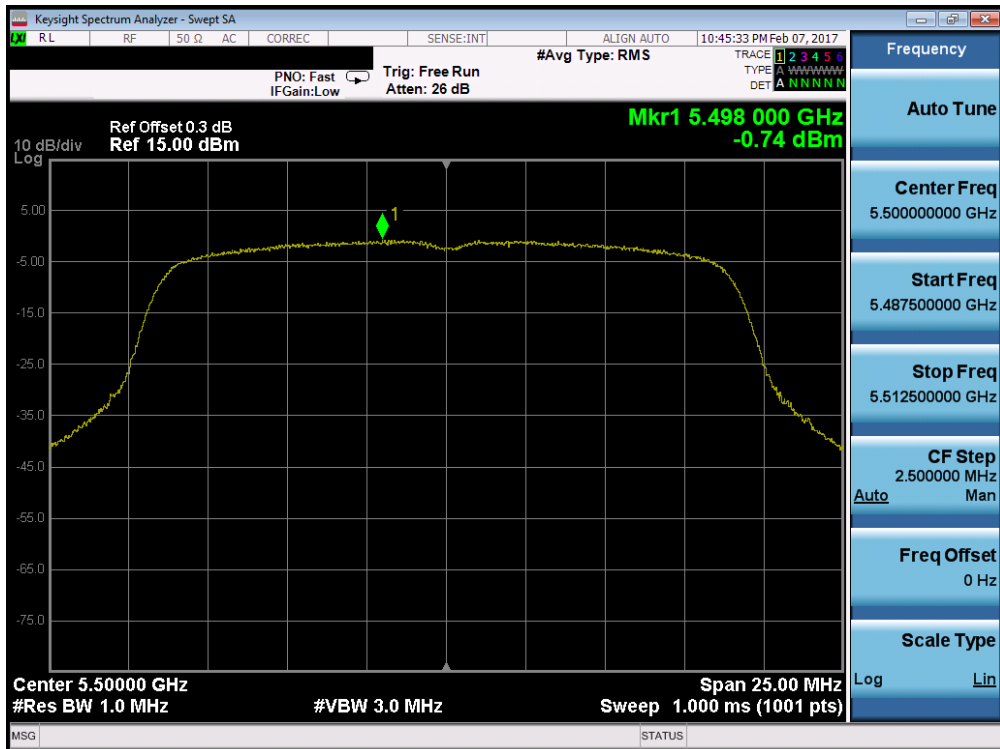 Keysight Spectrum Analyzer - Swept SA
LXI RL RF 50 Ω AC CORREC SENSE:INT ALIGN AUTO 10:45:33 PM Feb 07, 2017
#Avg Type: RMS
TRACE 1 2 3 4 5 6
TYPE A WWWWW
DET A N N N N N
PNO: Fast Trig: Free Run
IFGain:Low Atten: 26 dB
Mkr1 5.498 000 GHz
-0.74 dBm
Ref Offset 0.3 dB
10 dB/div Ref 15.00 dBm
Log
1
5.00
-5.00
-15.0
-25.0
-35.0
-45.0
-55.0
-65.0
-75.0
Center 5.50000 GHz Span 25.00 MHz
#Res BW 1.0 MHz #VBW 3.0 MHz Sweep 1.000 ms (1001 pts)
MSG STATUS
Frequency
Auto Tune
Center Freq
5.500000000 GHz
Start Freq
5.487500000 GHz
Stop Freq
5.512500000 GHz
CF Step
2.500000 MHz
Auto Man
Freq Offset
0 Hz
Scale Type
Log Lin